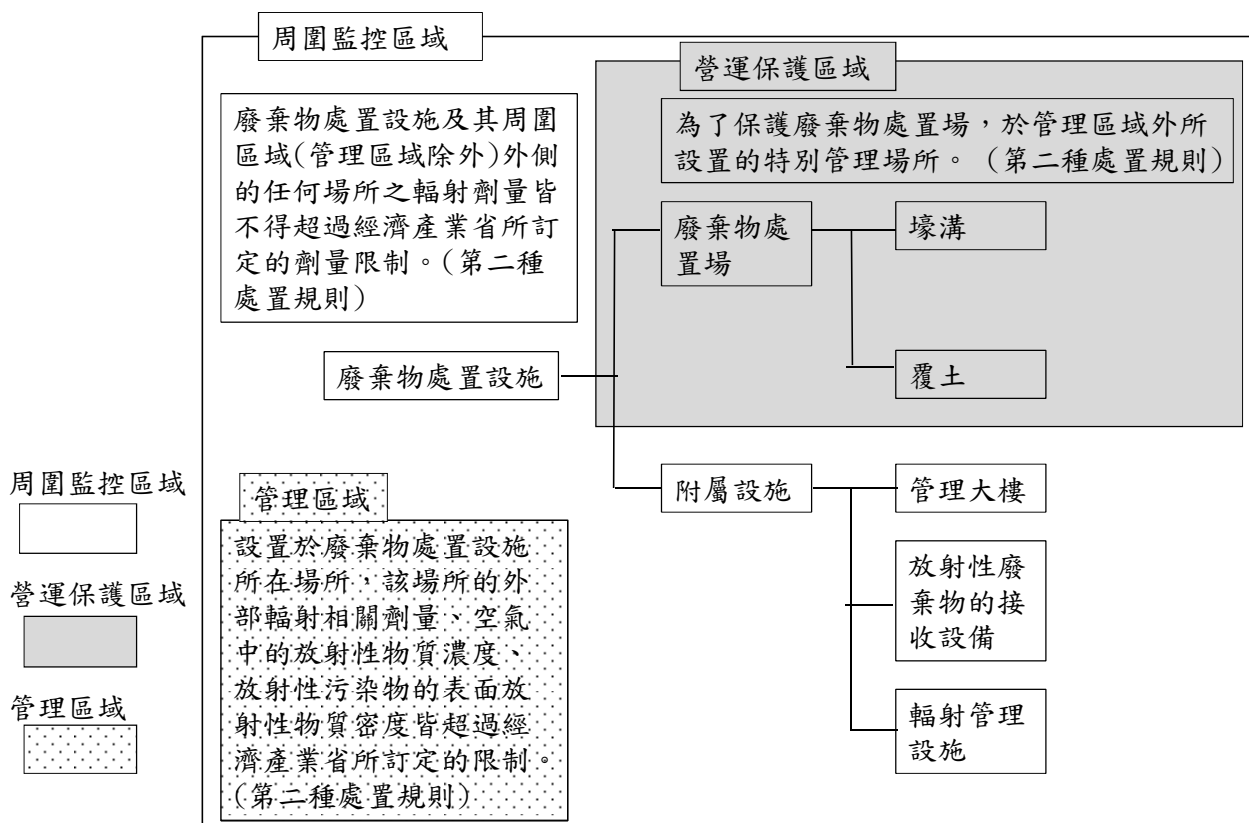 周圍監控區域
營運保護區域
廢棄物處置設施及其周圍
區域(管理區域除外)外側
的任何場所之輻射劑量皆
不得超過經濟產業省所訂
定的劑量限制。(第二種
處置規則)
為了保護廢棄物處置場，於管理區域外所
設置的特別管理場所。 (第二種處置規則)
廢棄物處
置場
壕溝
廢棄物處置設施
覆土
附屬設施
管理大樓
放射性廢
棄物的接
收設備
輻射管理
設施
管理區域
設置於廢棄物處置設施
所在場所，該場所的外
部輻射相關劑量、空氣
中的放射性物質濃度、
放射性污染物的表面放
射性物質密度皆超過經
濟產業省所訂定的限制。
(第二種處置規則)
周圍監控區域
營運保護區域
管理區域